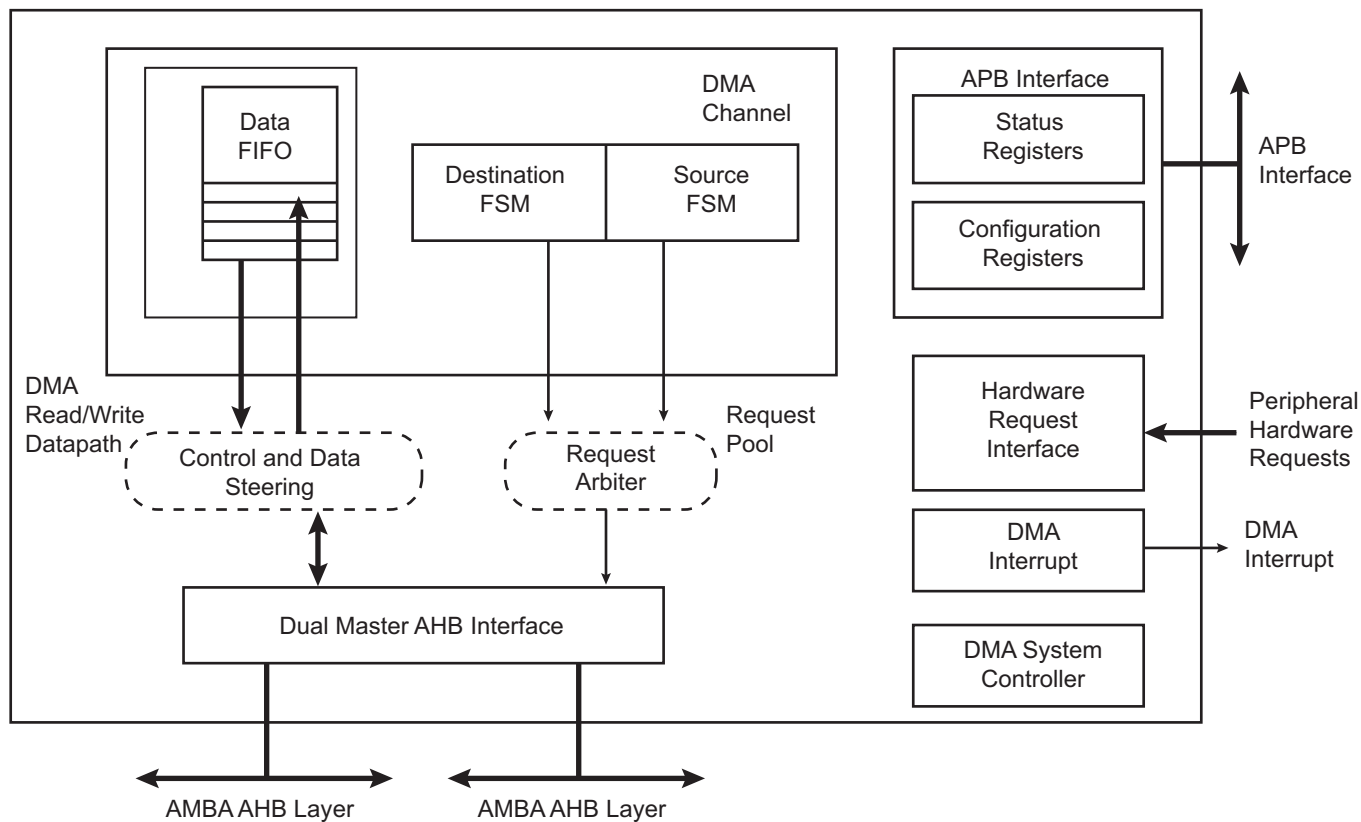 Data
FIFO
DMA
Channel
Destination
FSM
Source
FSM
APB Interface
Status
Registers
Configuration
Registers
APB
Interface
DMA
Read/Write
Datapath
Control and Data
Steering
Request
Arbiter
Request
Pool
Hardware
Request
Interface
Peripheral
Hardware
Requests
DMA
Interrupt
DMA
Interrupt
Dual Master AHB Interface
DMA System
Controller
AMBA AHB Layer
AMBA AHB Layer